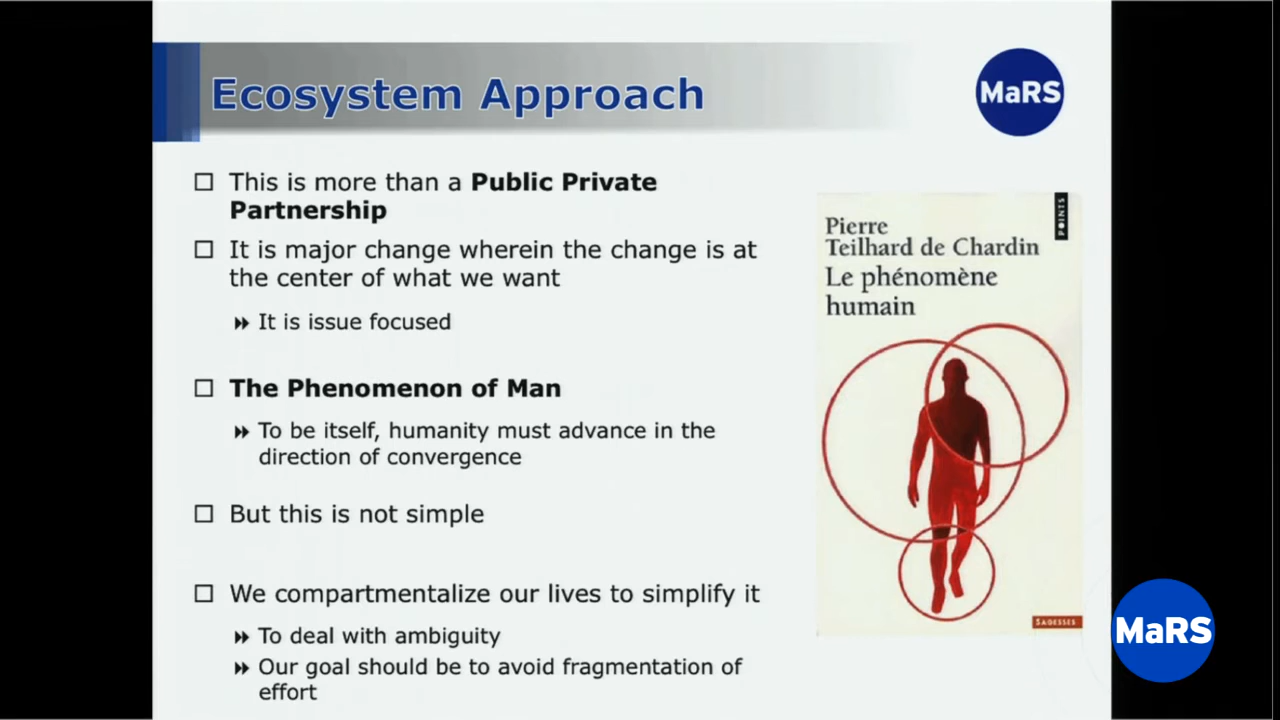 Ecosystem Approach
MaRS
This is more than a Public Private
Partnership
It is major change wherein the change is at
the center of what we want
It is issue focused
The Phenomenon of Man
To be itself, humanity must advance in the
direction of convergence
But this is not simple
We compartmentalize our lives to simplify it
To deal with ambiguity
Our goal should be to avoid fragmentation of
effort
POINTS
Pierre
Teilhard de Chardin
Le phénomène
humain
SAGESSES
MaRS